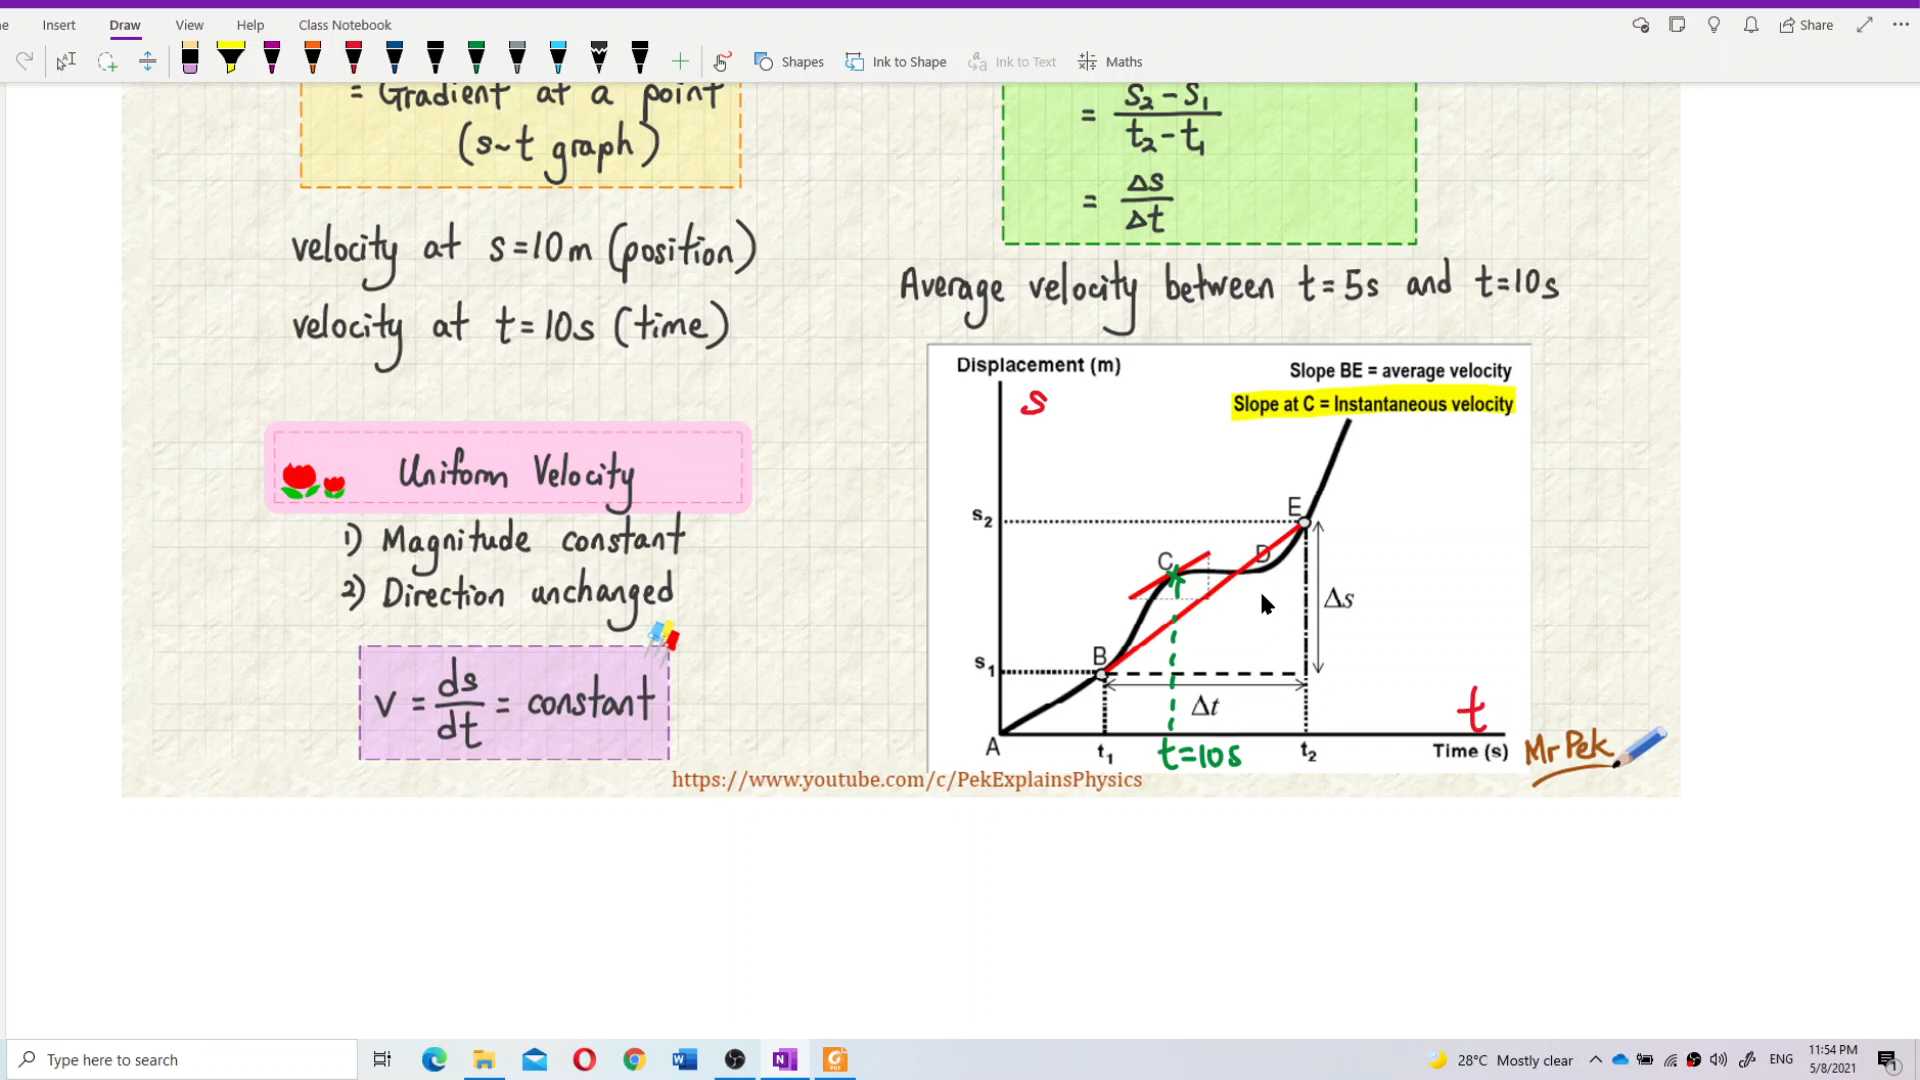 Insert Draw View Help Class Notebook
Share
Shapes Ink to Shape Ink to Text Maths
= Gradient at a point
(s~t graph)
velocity at s=10m (position)
velocity at t=10s (time)
Uniform Velocity
1) Magnitude constant
2) Direction unchanged
v = ds/dt = constant
= S₂-S₁/t₂-t₁
= Δs/Δt
Average velocity between t=5s and t=10s
Displacement (m)
s
Slope BE = average velocity
Slope at C = Instantaneous velocity
E
s₂
C
D
Δs
B
s₁
Δt
t
A
t₁
t=10s
t₂
Time (s)
Mr Pek
https://www.youtube.com/c/PekExplainsPhysics
Type here to search
28°C Mostly clear
ENG
11:54 PM
5/8/2021